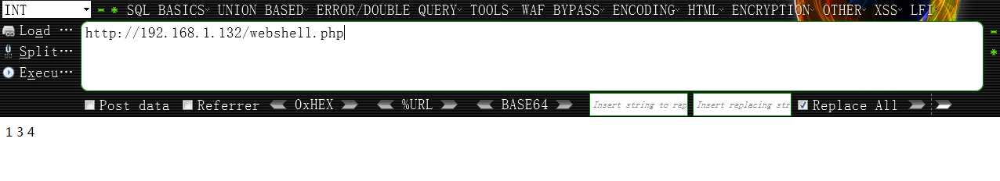 INT SQL BASICS UNION BASED ERROR/DOUBLE QUERY TOOLS WAF BYPASS ENCODING HTML ENCRYPTION OTHER XSS LFI
Load ...
http://192.168.1.132/webshell.php
Split...
Execu...
Post data Referrer 0xHEX %URL BASE64 Insert string to rep Insert replacing str Replace All
1 3 4